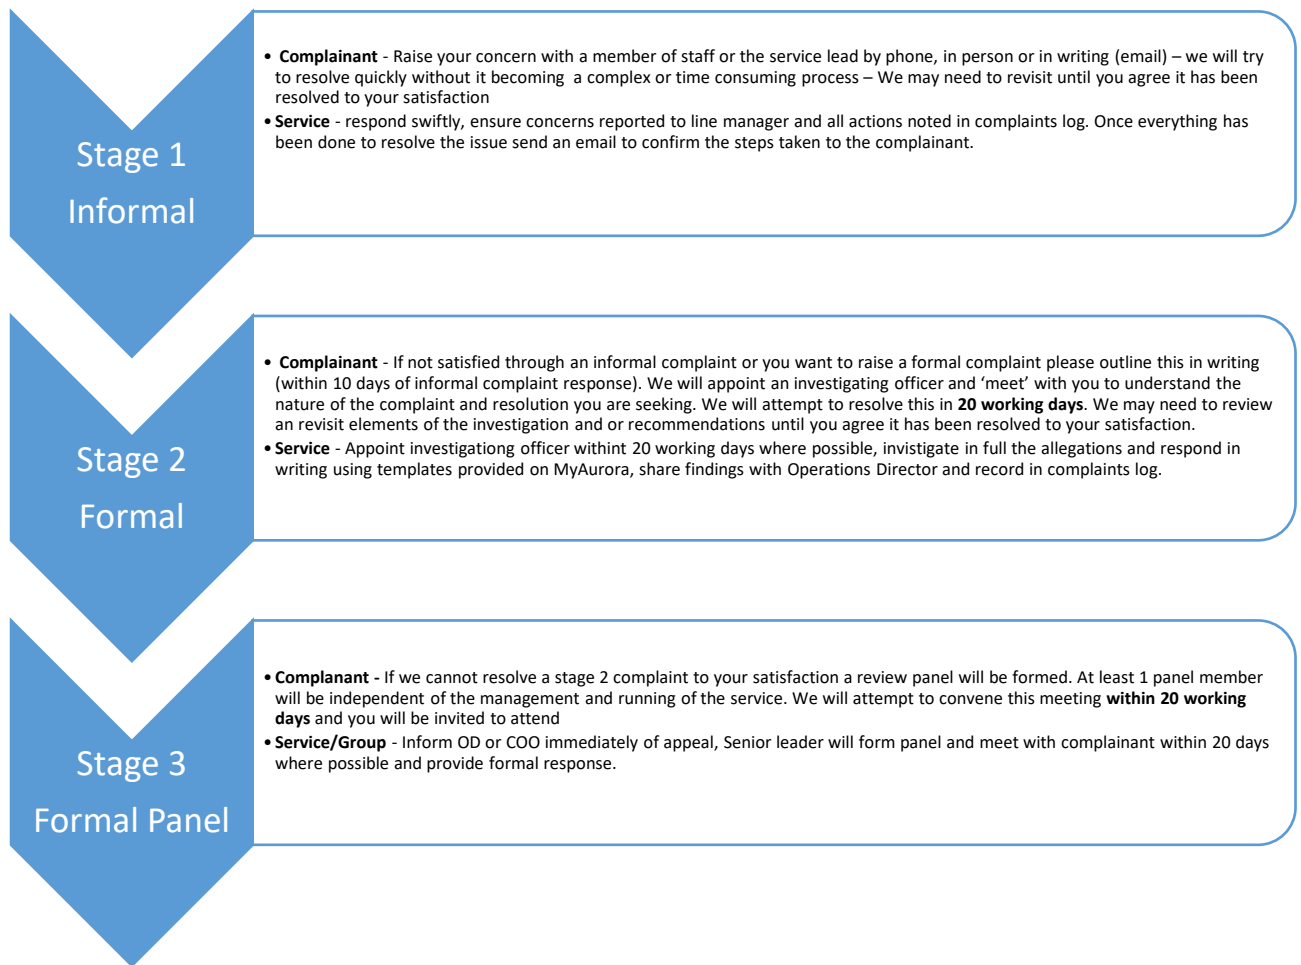 Stage 1
Informal
• Complainant - Raise your concern with a member of staff or the service lead by phone, in person or in writing (email) – we will try
to resolve quickly without it becoming a complex or time consuming process – We may need to revisit until you agree it has been
resolved to your satisfaction
• Service - respond swiftly, ensure concerns reported to line manager and all actions noted in complaints log. Once everything has
been done to resolve the issue send an email to confirm the steps taken to the complainant.
Stage 2
Formal
• Complainant - If not satisfied through an informal complaint or you want to raise a formal complaint please outline this in writing
(within 10 days of informal complaint response). We will appoint an investigating officer and ‘meet’ with you to understand the
nature of the complaint and resolution you are seeking. We will attempt to resolve this in 20 working days. We may need to review
an revisit elements of the investigation and or recommendations until you agree it has been resolved to your satisfaction.
• Service - Appoint investigationg officer withint 20 working days where possible, invistigate in full the allegations and respond in
writing using templates provided on MyAurora, share findings with Operations Director and record in complaints log.
Stage 3
Formal Panel
• Complanant - If we cannot resolve a stage 2 complaint to your satisfaction a review panel will be formed. At least 1 panel member
will be independent of the management and running of the service. We will attempt to convene this meeting within 20 working
days and you will be invited to attend
• Service/Group - Inform OD or COO immediately of appeal, Senior leader will form panel and meet with complainant within 20 days
where possible and provide formal response.